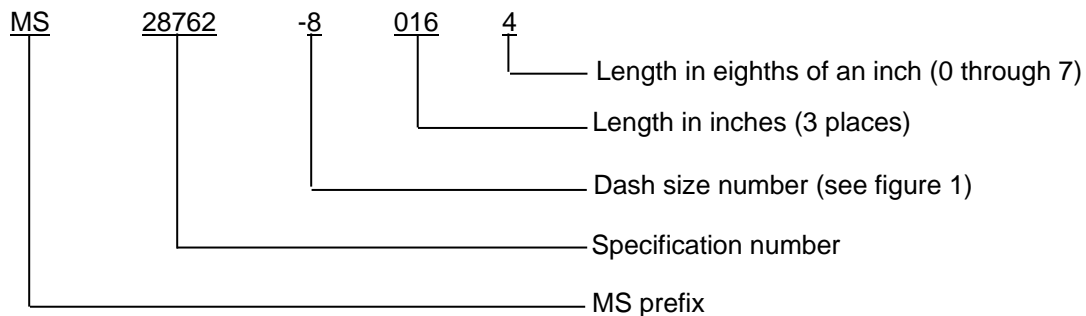 MS 28762 -8 016 4
Length in eighths of an inch (0 through 7)
Length in inches (3 places)
Dash size number (see figure 1)
Specification number
MS prefix